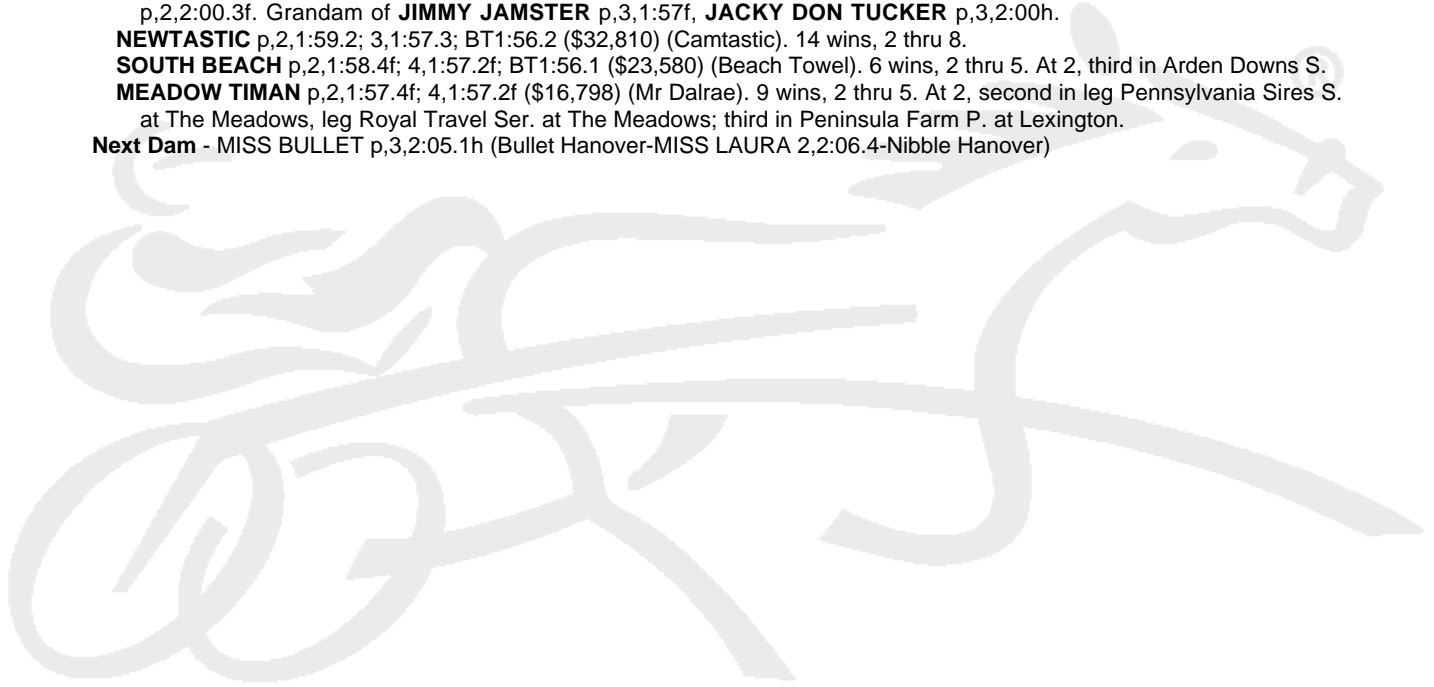 p,2,2:00.3f. Grandam of JIMMY JAMSTER p,3,1:57f, JACKY DON TUCKER p,3,2:00h.
NEWTASTIC p,2,1:59.2; 3,1:57.3; BT1:56.2 ($32,810) (Camtastic). 14 wins, 2 thru 8.
SOUTH BEACH p,2,1:58.4f; 4,1:57.2f; BT1:56.1 ($23,580) (Beach Towel). 6 wins, 2 thru 5. At 2, third in Arden Downs S.
MEADOW TIMAN p,2,1:57.4f; 4,1:57.2f ($16,798) (Mr Dalrae). 9 wins, 2 thru 5. At 2, second in leg Pennsylvania Sires S.
at The Meadows, leg Royal Travel Ser. at The Meadows; third in Peninsula Farm P. at Lexington.
Next Dam - MISS BULLET p,3,2:05.1h (Bullet Hanover-MISS LAURA 2,2:06.4-Nibble Hanover)
®